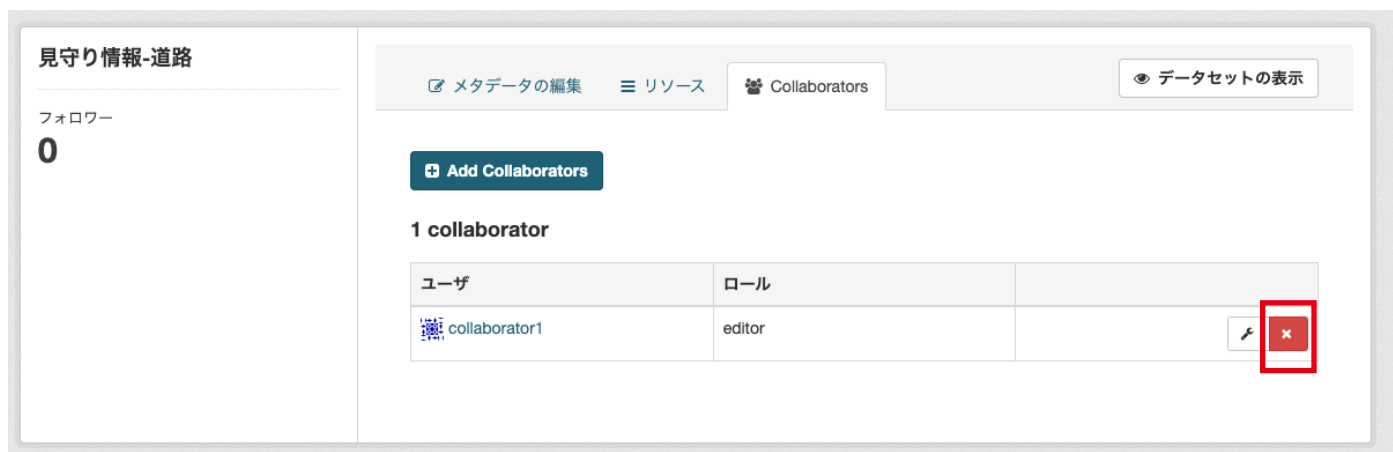 見守り情報-道路
フォロワー
0
メタデータの編集
リソース
Collaborators
データセットの表示
Add Collaborators
1 collaborator
ユーザ ロール
collaborator1 editor